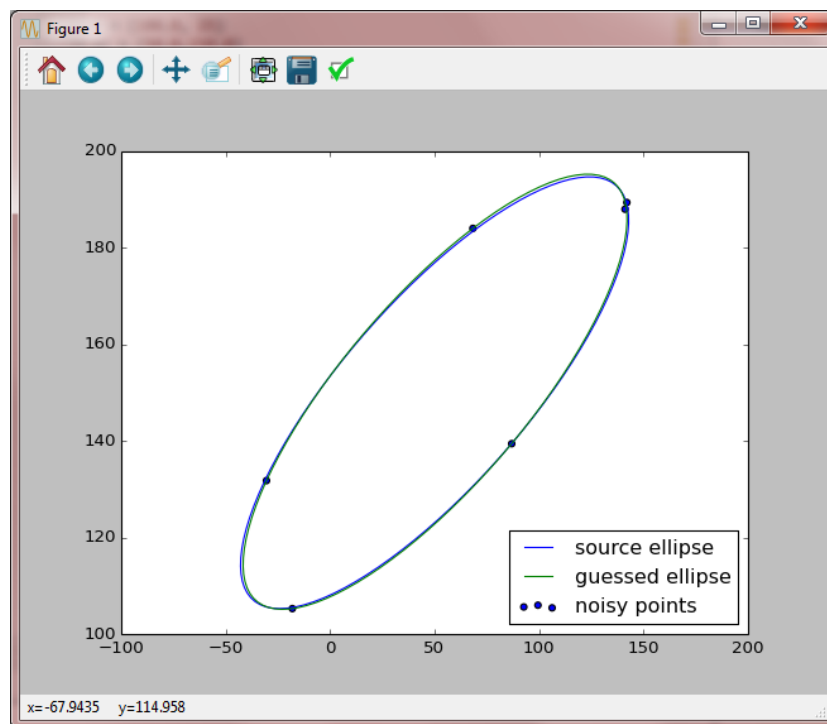 Figure 1
200
180
160
140
120
100
−100
−50
0
50
100
150
200
source ellipse
guessed ellipse
noisy points
x=-67.9435 y=114.958